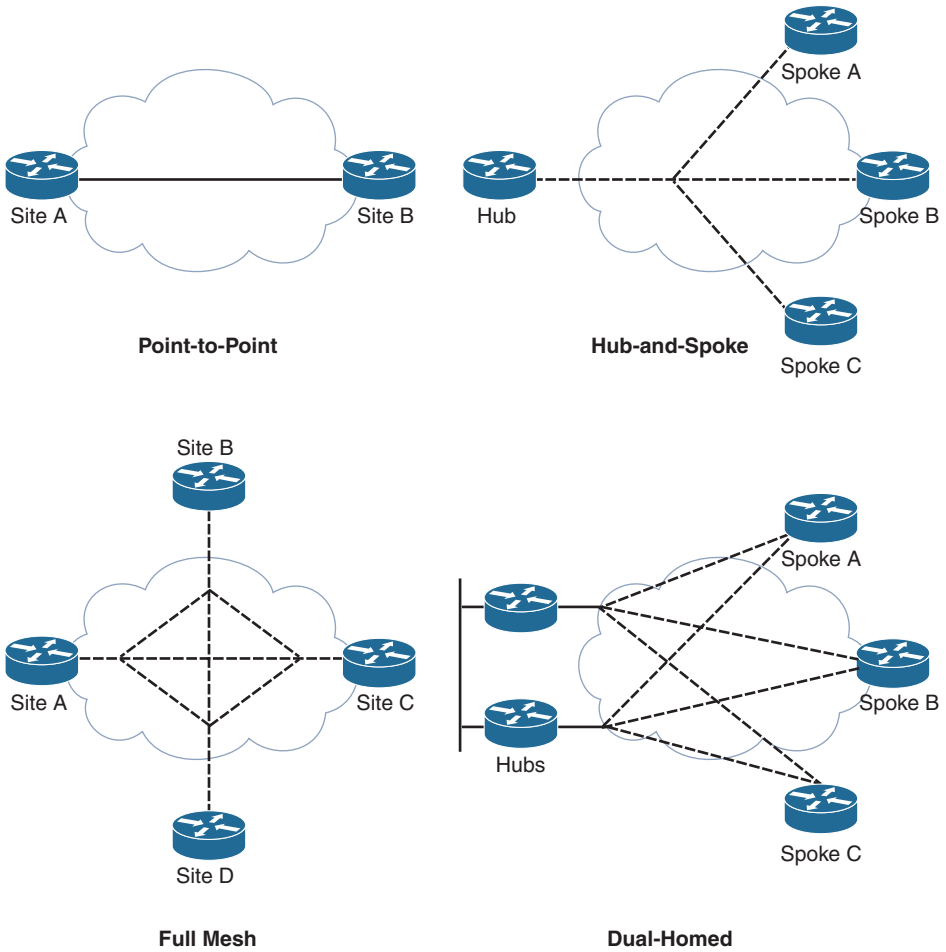 Site A
Site B
Point-to-Point
Hub
Spoke A
Spoke B
Spoke C
Hub-and-Spoke
Site B
Site A
Site C
Site D
Full Mesh
Hubs
Spoke A
Spoke B
Spoke C
Dual-Homed